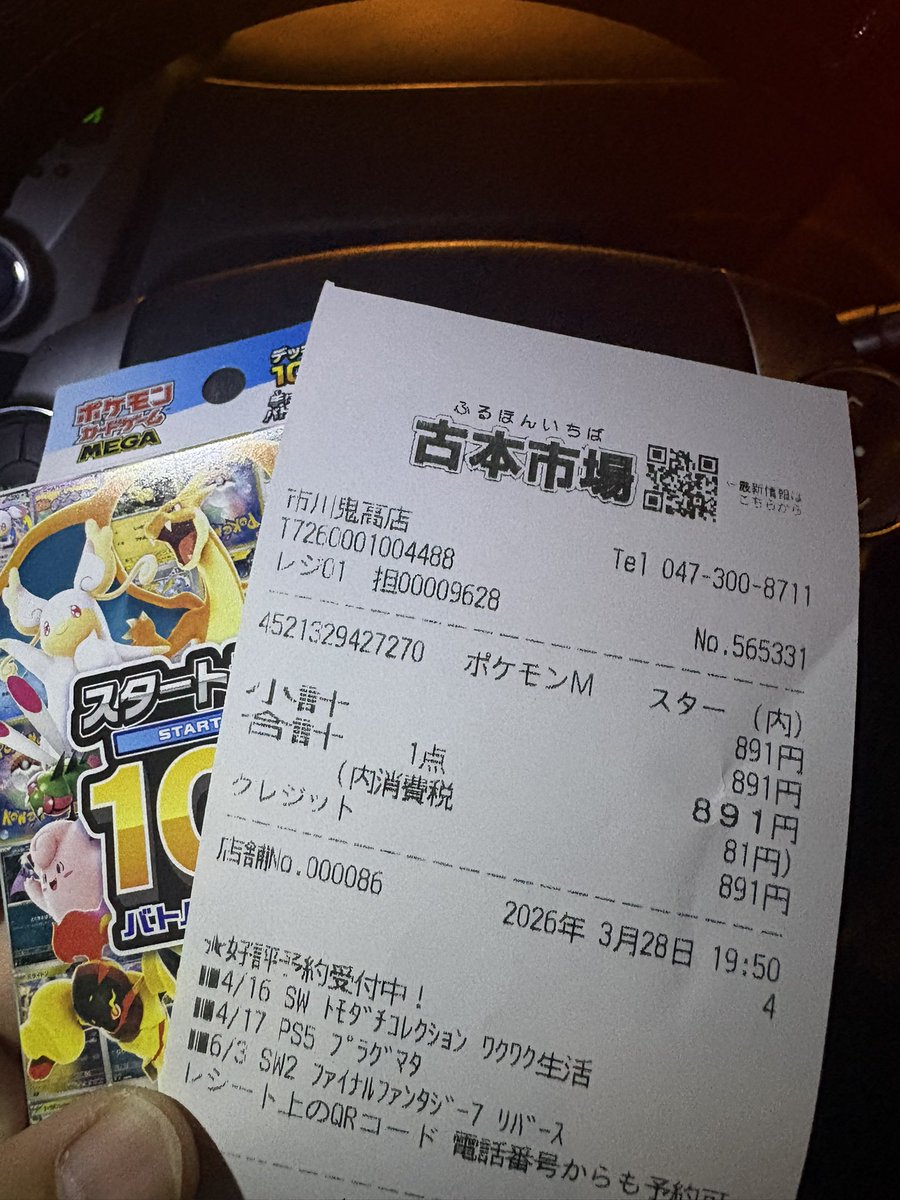 ポケモン
カードゲーム
MEGA
デッ
10
スタート
START
10
バトル
ふるほんいちば
古本市場
←最新情報は
こちらから
市川鬼高店
T7260001004488
Tel 047-300-8711
レジ01 担00009628
No.565331
4521329427270 ポケモンM スター (内)
891円
小計 891円
合計 1点 891円
(内消費税 81円)
クレジット 891円
店舗No.000086
2026年 3月28日 19:50
4
★好評予約受付中!
4/16 SW トモダチコレクション ワクワク生活
4/17 PS5 プラグマタ
6/3 SW2 ファイナルファンタジー7 リバース
レシート上のQRコード 電話番号からも予約可